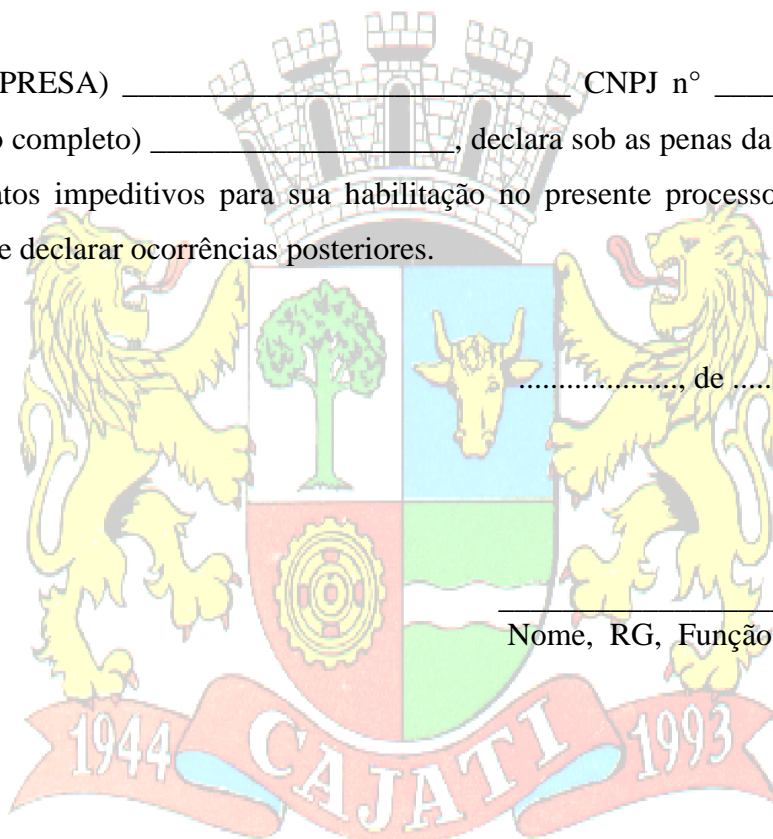 PRESA) ____________________________ CNPJ n° ____
o completo) ___________________, declara sob as penas da
atos impeditivos para sua habilitação no presente processo
e declarar ocorrências posteriores.
...................., de .....
__________________
Nome, RG, Função
1944 CAJATI 1993